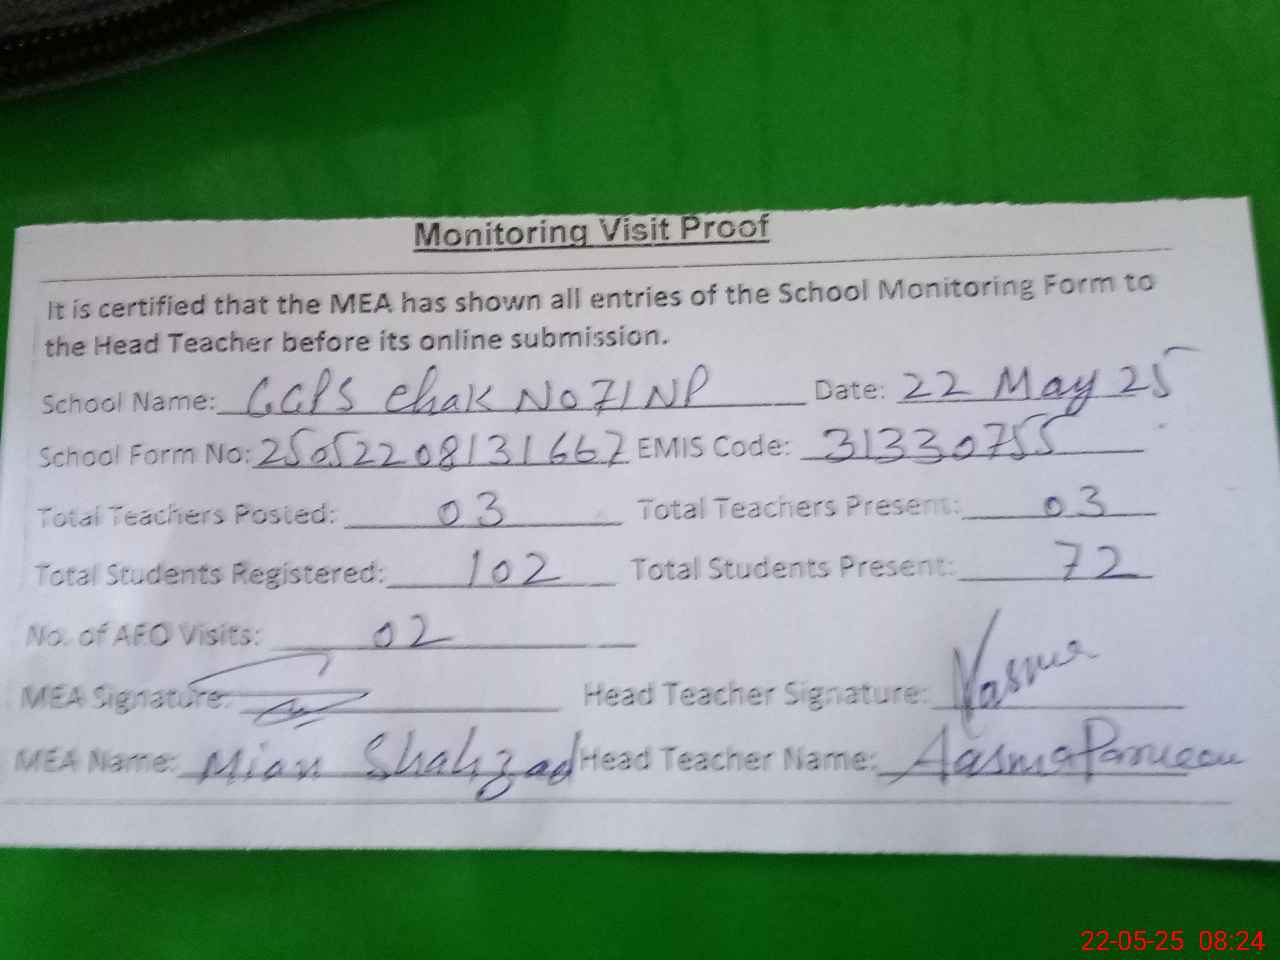 Monitoring Visit Proof
It is certified that the MEA has shown all entries of the School Monitoring Form to
the Head Teacher before its online submission.
School Name: GGPS Chak No 71 NP Date: 22 May 25
School Form No: 25052208131667 EMIS Code: 31330755
Total Teachers Posted: 03 Total Teachers Present: 03
Total Students Registered: 102 Total Students Present: 72
No. of AEO Visits: 02
MEA Signature: Head Teacher Signature:
MEA Name: Mian Shahzad Head Teacher Name: Aasma
22-05-25 08:24